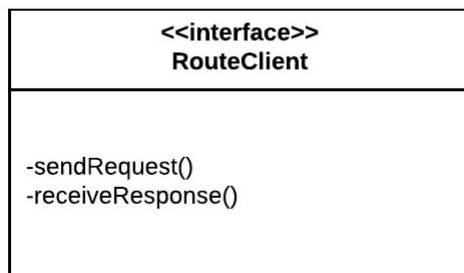 <<interface>>
RouteClient
-sendRequest()
-receiveResponse()